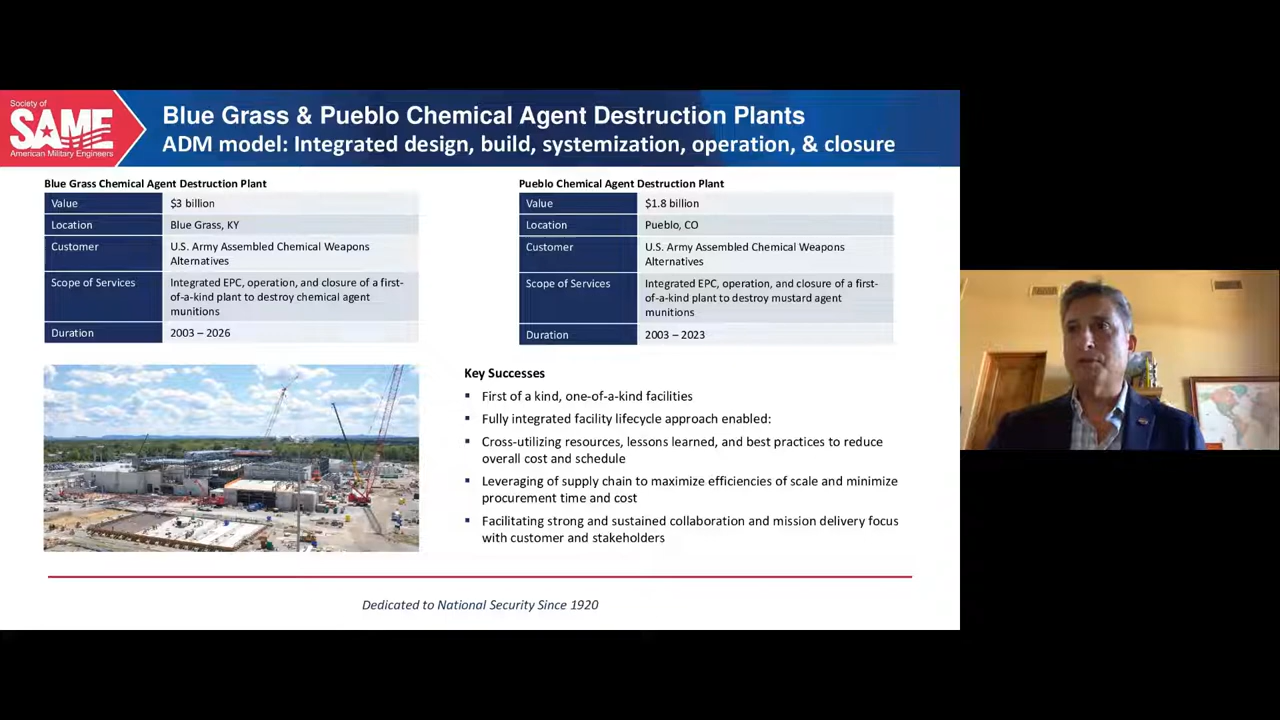 Society of
SAME
American Military Engineers
Blue Grass & Pueblo Chemical Agent Destruction Plants
ADM model: Integrated design, build, systemization, operation, & closure
Blue Grass Chemical Agent Destruction Plant
Value $3 billion
Location Blue Grass, KY
Customer U.S. Army Assembled Chemical Weapons
Alternatives
Scope of Services Integrated EPC, operation, and closure of a first-
of-a-kind plant to destroy chemical agent
munitions
Duration 2003 – 2026
Pueblo Chemical Agent Destruction Plant
Value $1.8 billion
Location Pueblo, CO
Customer U.S. Army Assembled Chemical Weapons
Alternatives
Scope of Services Integrated EPC, operation, and closure of a first-
of-a-kind plant to destroy mustard agent
munitions
Duration 2003 – 2023
Key Successes
▪ First of a kind, one-of-a-kind facilities
▪ Fully integrated facility lifecycle approach enabled:
▪ Cross-utilizing resources, lessons learned, and best practices to reduce
overall cost and schedule
▪ Leveraging of supply chain to maximize efficiencies of scale and minimize
procurement time and cost
▪ Facilitating strong and sustained collaboration and mission delivery focus
with customer and stakeholders
Dedicated to National Security Since 1920